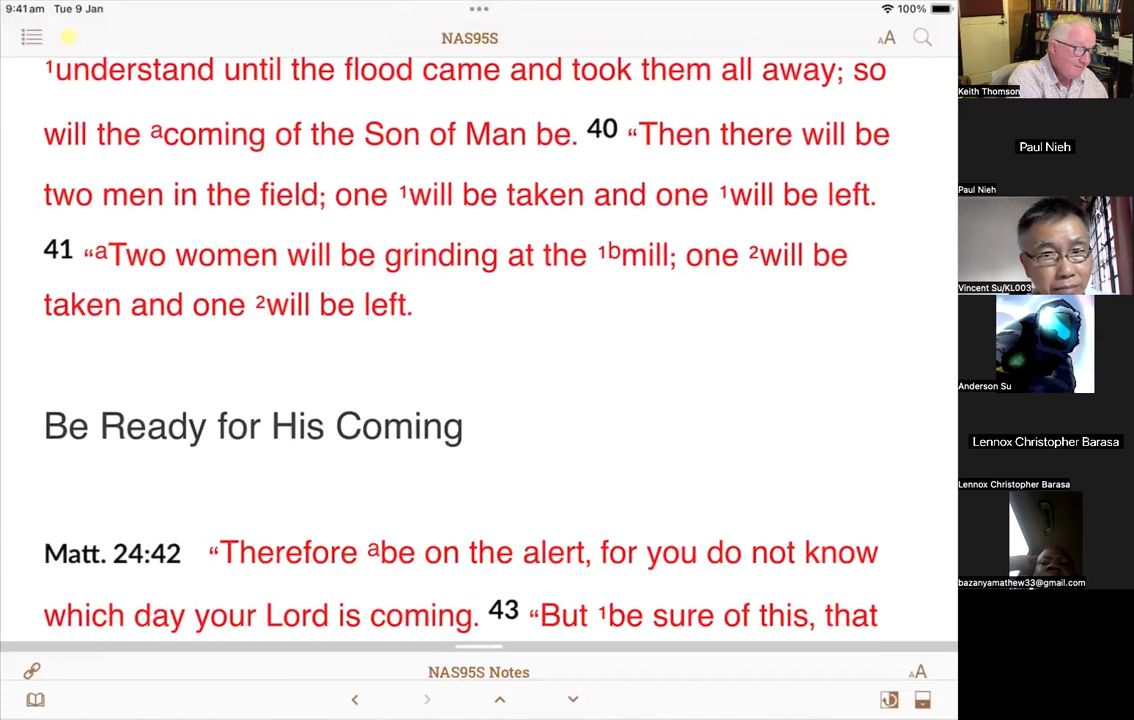 9:41 am Tue 9 Jan
100%
NAS95S
AA
1understand until the flood came and took them all away; so
will the acoming of the Son of Man be. 40 “Then there will be
two men in the field; one 1will be taken and one 1will be left.
41 “aTwo women will be grinding at the 1bmill; one 2will be
taken and one 2will be left.
Be Ready for His Coming
Matt. 24:42 “Therefore abe on the alert, for you do not know
which day your Lord is coming. 43 “But 1be sure of this, that
NAS95S Notes
AA
Keith Thomson
Paul Nieh
Paul Nieh
Vincent Su/KL003
Anderson Su
Lennox Christopher Barasa
Lennox Christopher Barasa
bazanyamathew33@gmail.com